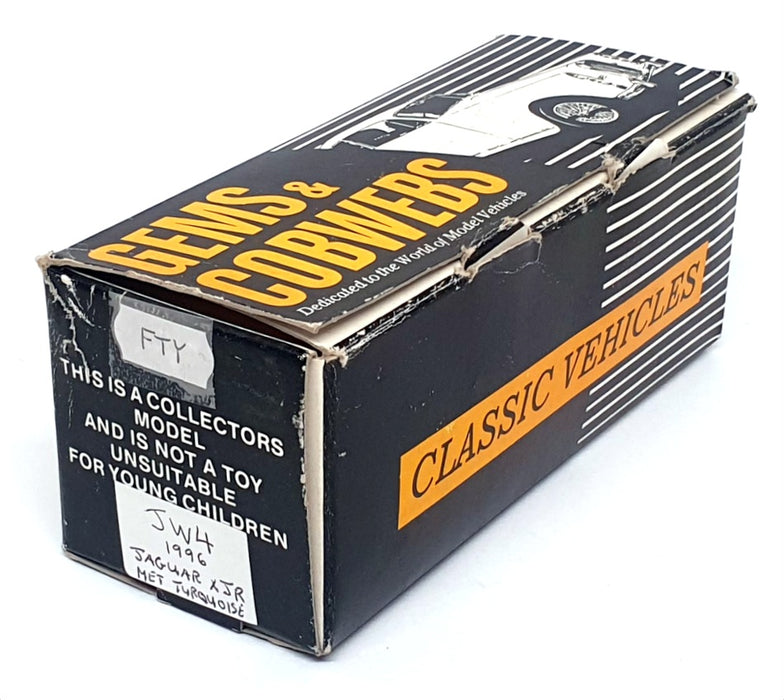 GEMS &
COBWEBS
Dedicated to the World of Model Vehicles
CLASSIC VEHICLES
FTY
THIS IS A COLLECTORS
MODEL
AND IS NOT A TOY
UNSUITABLE
FOR YOUNG CHILDREN
JW4
1996
JAGUAR XJR
MET TURQUOISE